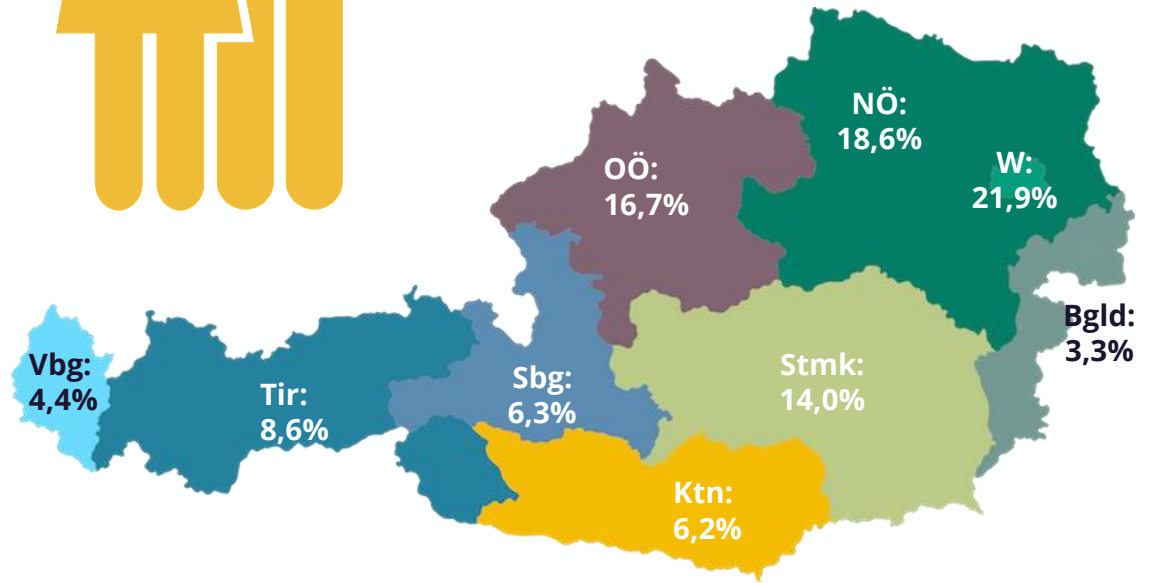 NÖ:
18,6%
W:
21,9%
OÖ:
16,7%
Bgld:
3,3%
Vbg:
4,4%
Tir:
8,6%
Sbg:
6,3%
Stmk:
14,0%
Ktn:
6,2%